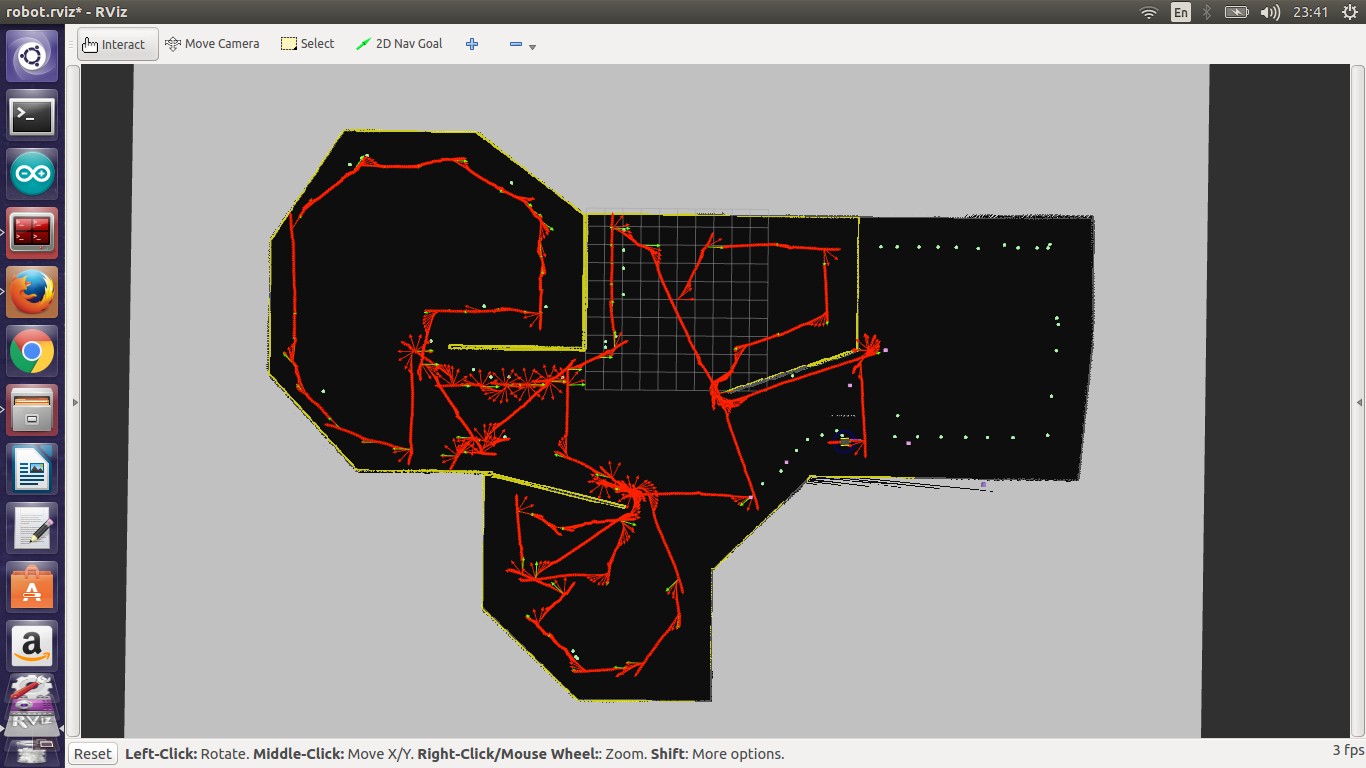 robot.rviz* - RViz
En
23:41
Interact
Move Camera
Select
2D Nav Goal
a
RViz
Reset
Left-Click: Rotate. Middle-Click: Move X/Y. Right-Click/Mouse Wheel:: Zoom. Shift: More options.
3 fps